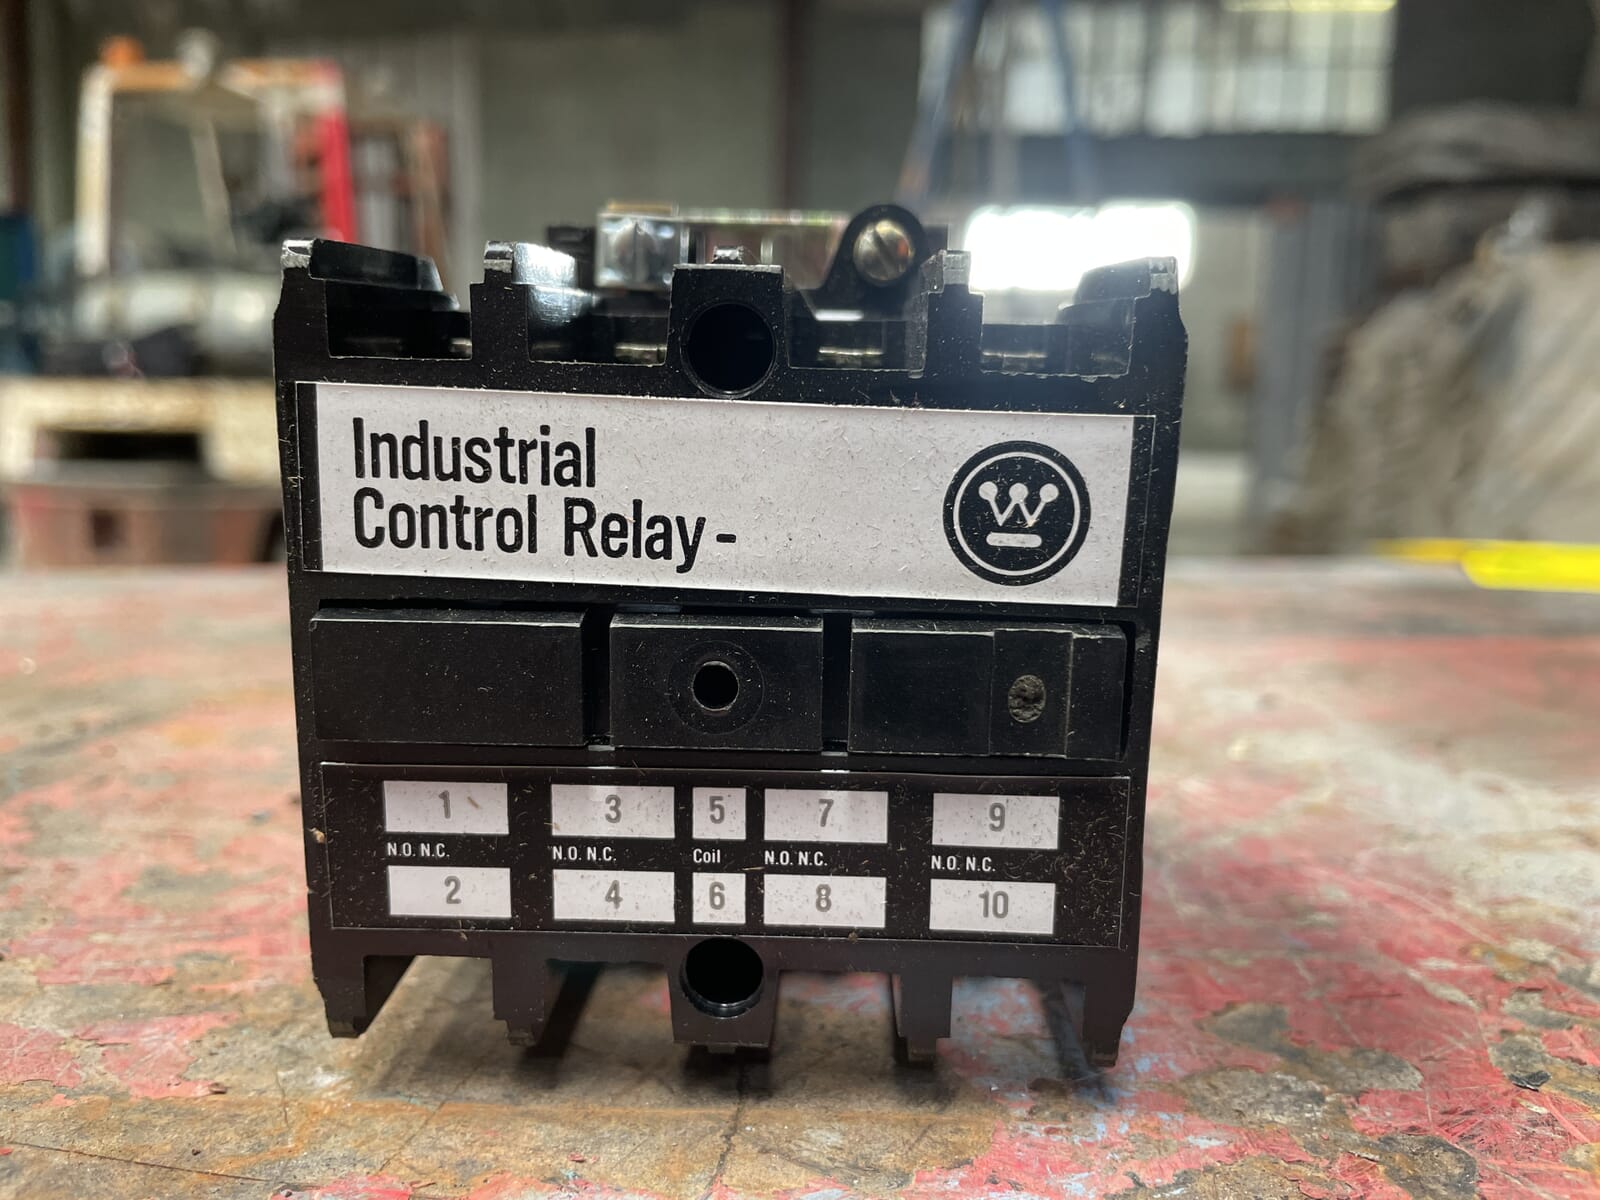 Industrial
Control Relay-
W
1 3 5 7 9
N.O. N.C. N.O. N.C. Coil N.O. N.C. N.O. N.C.
2 4 6 8 10